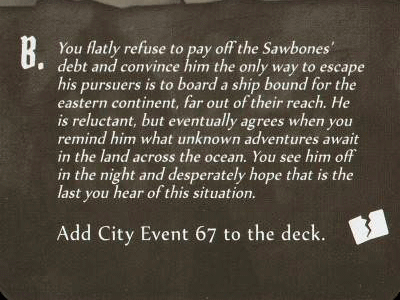 B.
You flatly refuse to pay off the Sawbones'
debt and convince him the only way to escape
his pursuers is to board a ship bound for the
eastern continent, far out of their reach. He
is reluctant, but eventually agrees when you
remind him what unknown adventures await
in the land across the ocean. You see him off
in the night and desperately hope that is the
last you hear of this situation.
Add City Event 67 to the deck.